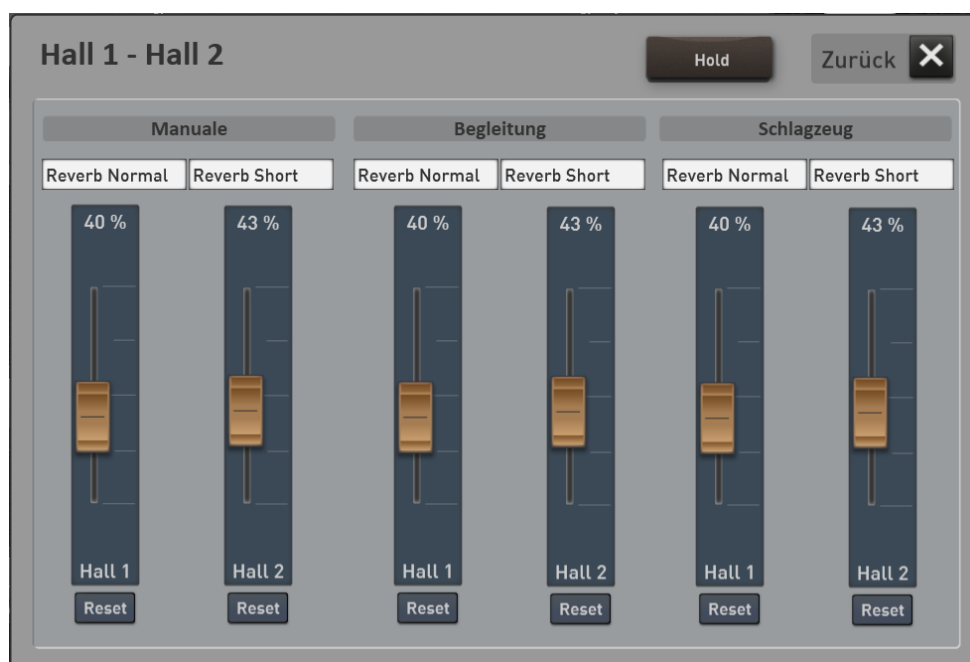 Hall 1 - Hall 2
Hold
Zurück
Manuale Begleitung Schlagzeug
Reverb Normal Reverb Short Reverb Normal Reverb Short Reverb Normal Reverb Short
40 % 43 % 40 % 43 % 40 % 43 %
Hall 1 Hall 2 Hall 1 Hall 2 Hall 1 Hall 2
Reset Reset Reset Reset Reset Reset